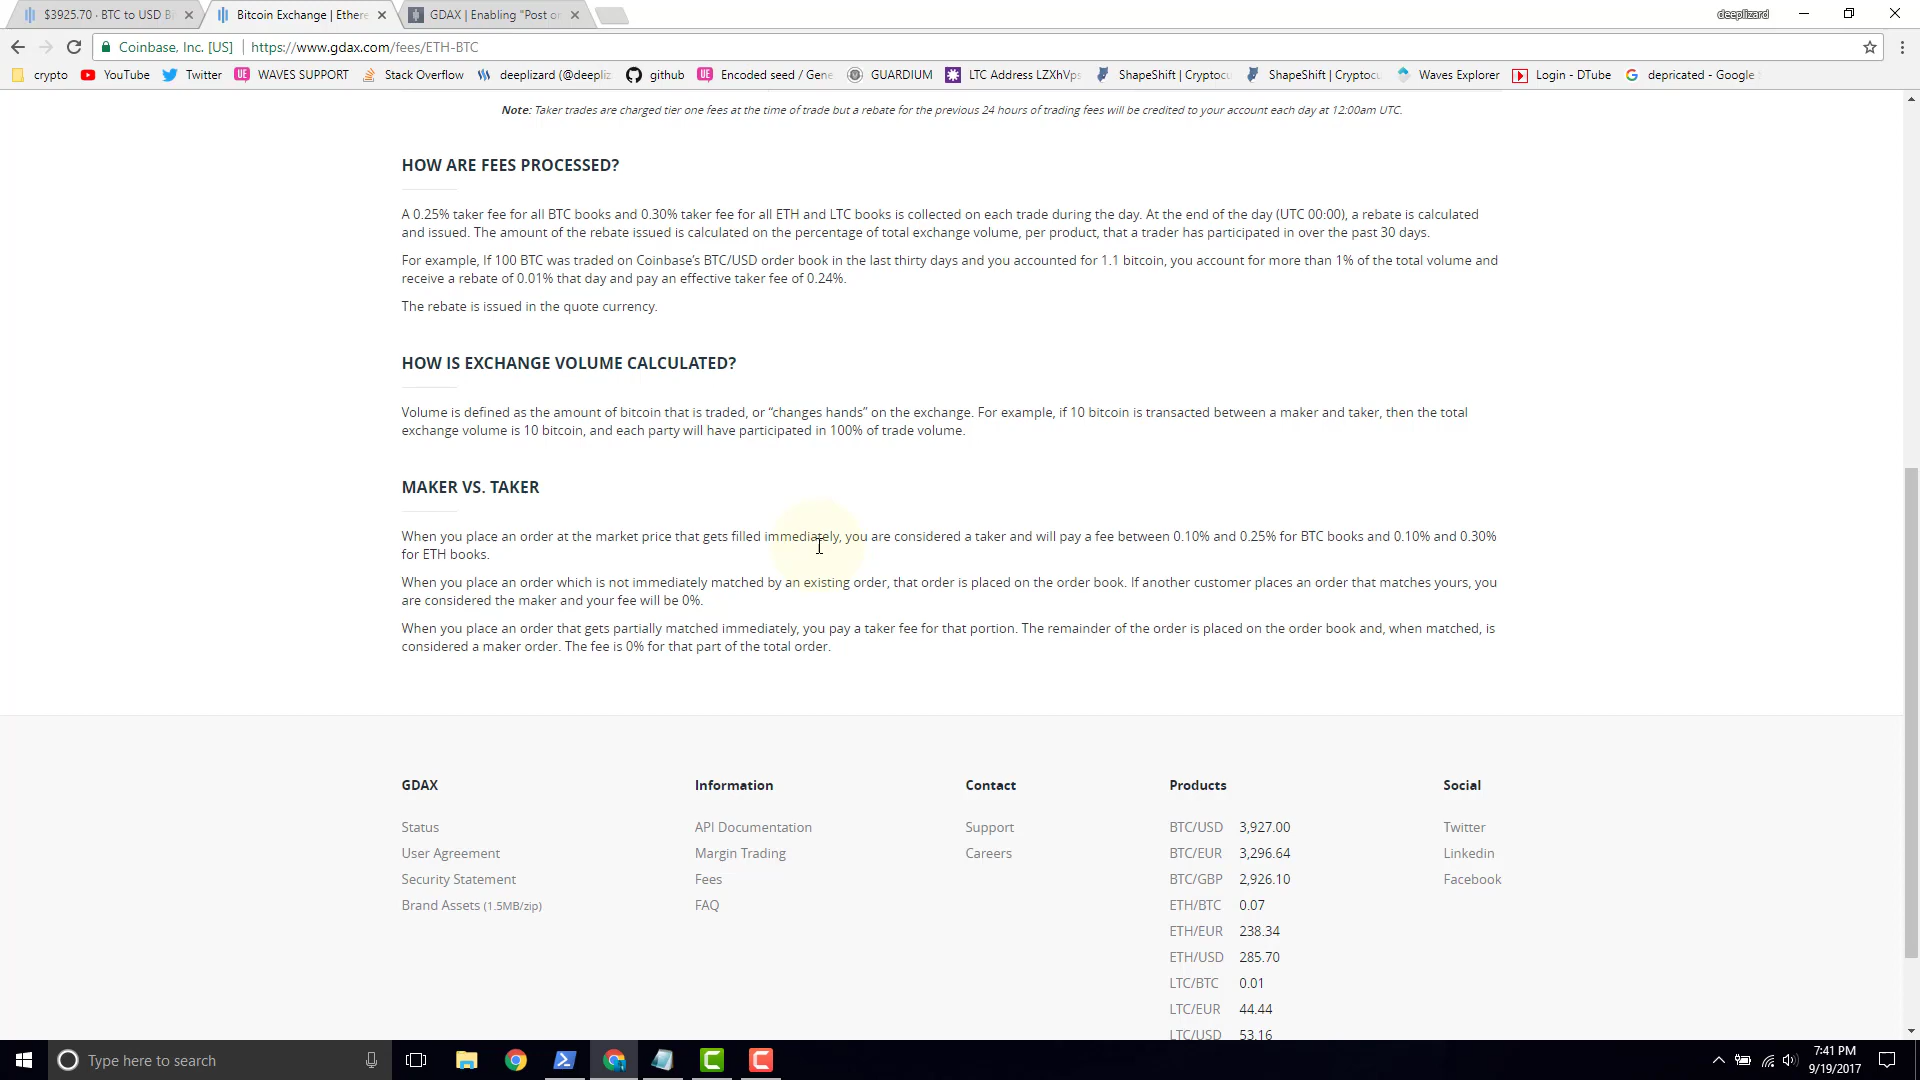 $3925.70 · BTC to USD B
Bitcoin Exchange | Ethere
GDAX | Enabling "Post on
deeplizard
Coinbase, Inc. [US]
https://www.gdax.com/fees/ETH-BTC
crypto
YouTube
Twitter
WAVES SUPPORT
Stack Overflow
deeplizard (@deepliz
github
Encoded seed / Gene
GUARDIUM
LTC Address LZXhVps
ShapeShift | Cryptocu
ShapeShift | Cryptocu
Waves Explorer
Login - DTube
depricated - Google
Note: Taker trades are charged tier one fees at the time of trade but a rebate for the previous 24 hours of trading fees will be credited to your account each day at 12:00am UTC.
HOW ARE FEES PROCESSED?
A 0.25% taker fee for all BTC books and 0.30% taker fee for all ETH and LTC books is collected on each trade during the day. At the end of the day (UTC 00:00), a rebate is calculated
and issued. The amount of the rebate issued is calculated on the percentage of total exchange volume, per product, that a trader has participated in over the past 30 days.
For example, If 100 BTC was traded on Coinbase's BTC/USD order book in the last thirty days and you accounted for 1.1 bitcoin, you account for more than 1% of the total volume and
receive a rebate of 0.01% that day and pay an effective taker fee of 0.24%.
The rebate is issued in the quote currency.
HOW IS EXCHANGE VOLUME CALCULATED?
Volume is defined as the amount of bitcoin that is traded, or “changes hands” on the exchange. For example, if 10 bitcoin is transacted between a maker and taker, then the total
exchange volume is 10 bitcoin, and each party will have participated in 100% of trade volume.
MAKER VS. TAKER
When you place an order at the market price that gets filled immediately, you are considered a taker and will pay a fee between 0.10% and 0.25% for BTC books and 0.10% and 0.30%
for ETH books.
When you place an order which is not immediately matched by an existing order, that order is placed on the order book. If another customer places an order that matches yours, you
are considered the maker and your fee will be 0%.
When you place an order that gets partially matched immediately, you pay a taker fee for that portion. The remainder of the order is placed on the order book and, when matched, is
considered a maker order. The fee is 0% for that part of the total order.
GDAX
Status
User Agreement
Security Statement
Brand Assets (1.5MB/zip)
Information
API Documentation
Margin Trading
Fees
FAQ
Contact
Support
Careers
Products
BTC/USD 3,927.00
BTC/EUR 3,296.64
BTC/GBP 2,926.10
ETH/BTC 0.07
ETH/EUR 238.34
ETH/USD 285.70
LTC/BTC 0.01
LTC/EUR 44.44
LTC/USD 53.16
Social
Twitter
Linkedin
Facebook
Type here to search
7:41 PM
9/19/2017